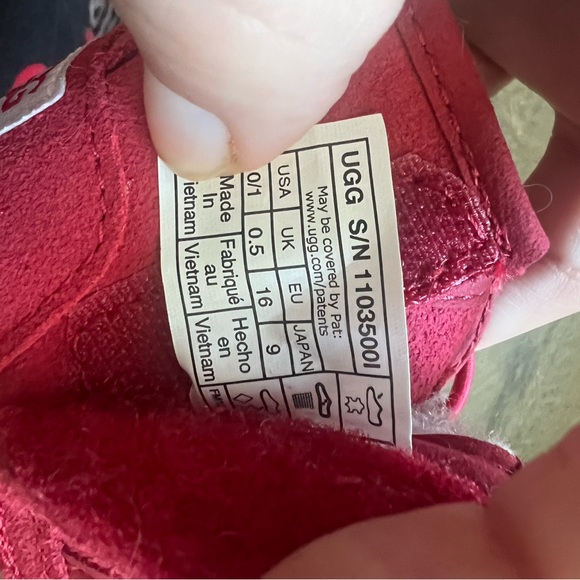 UGG S/N 1103500I
May be covered by Pat:
www.ugg.com/patents
USA UK EU JAPAN
0/1 0.5 16 9
Made Fabriqué Hecho
In au en
Vietnam Vietnam